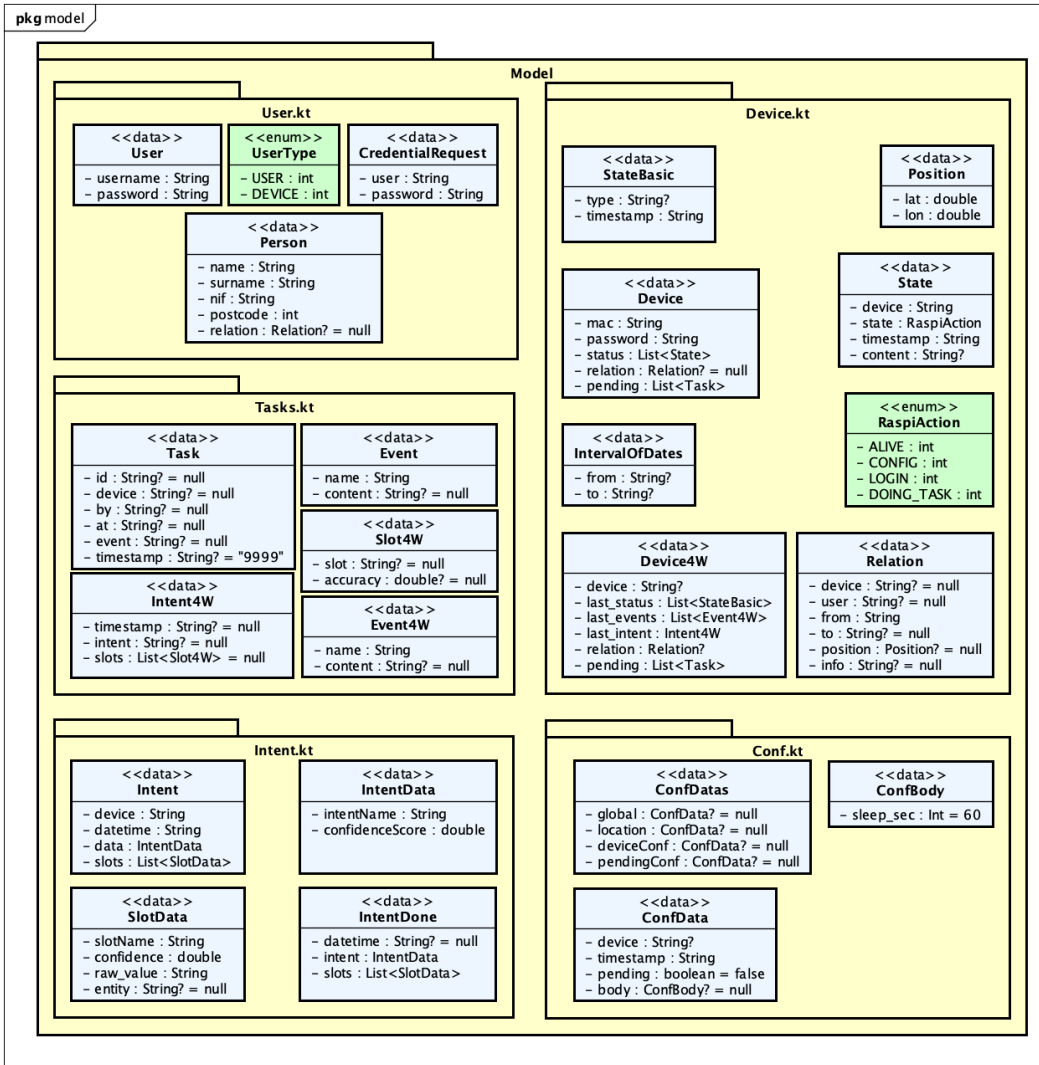 pkg model
Model
User.kt
<<data>>
User
– username : String
– password : String
<<enum>>
UserType
– USER : int
– DEVICE : int
<<data>>
CredentialRequest
– user : String
– password : String
<<data>>
Person
– name : String
– surname : String
– nif : String
– postcode : int
– relation : Relation? = null
Device.kt
<<data>>
StateBasic
– type : String?
– timestamp : String
<<data>>
Position
– lat : double
– lon : double
<<data>>
Device
– mac : String
– password : String
– status : List<State>
– relation : Relation? = null
– pending : List<Task>
<<data>>
State
– device : String
– state : RaspiAction
– timestamp : String
– content : String?
<<enum>>
RaspiAction
– ALIVE : int
– CONFIG : int
– LOGIN : int
– DOING_TASK : int
<<data>>
IntervalOfDates
– from : String?
– to : String?
<<data>>
Device4W
– device : String?
– last_status : List<StateBasic>
– last_events : List<Event4W>
– last_intent : Intent4W
– relation : Relation?
– pending : List<Task>
<<data>>
Relation
– device : String? = null
– user : String? = null
– from : String
– to : String? = null
– position : Position? = null
– info : String? = null
Tasks.kt
<<data>>
Task
– id : String? = null
– device : String? = null
– by : String? = null
– at : String? = null
– event : String? = null
– timestamp : String? = "9999"
<<data>>
Event
– name : String
– content : String? = null
<<data>>
Slot4W
– slot : String? = null
– accuracy : double? = null
<<data>>
Intent4W
– timestamp : String? = null
– intent : String? = null
– slots : List<Slot4W> = null
<<data>>
Event4W
– name : String
– content : String? = null
Intent.kt
<<data>>
Intent
– device : String
– datetime : String
– data : IntentData
– slots : List<SlotData>
<<data>>
IntentData
– intentName : String
– confidenceScore : double
<<data>>
SlotData
– slotName : String
– confidence : double
– raw_value : String
– entity : String? = null
<<data>>
IntentDone
– datetime : String? = null
– intent : IntentData
– slots : List<SlotData>
Conf.kt
<<data>>
ConfDatas
– global : ConfData? = null
– location : ConfData? = null
– deviceConf : ConfData? = null
– pendingConf : ConfData? = null
<<data>>
ConfBody
– sleep_sec : Int = 60
<<data>>
ConfData
– device : String?
– timestamp : String
– pending : boolean = false
– body : ConfBody? = null